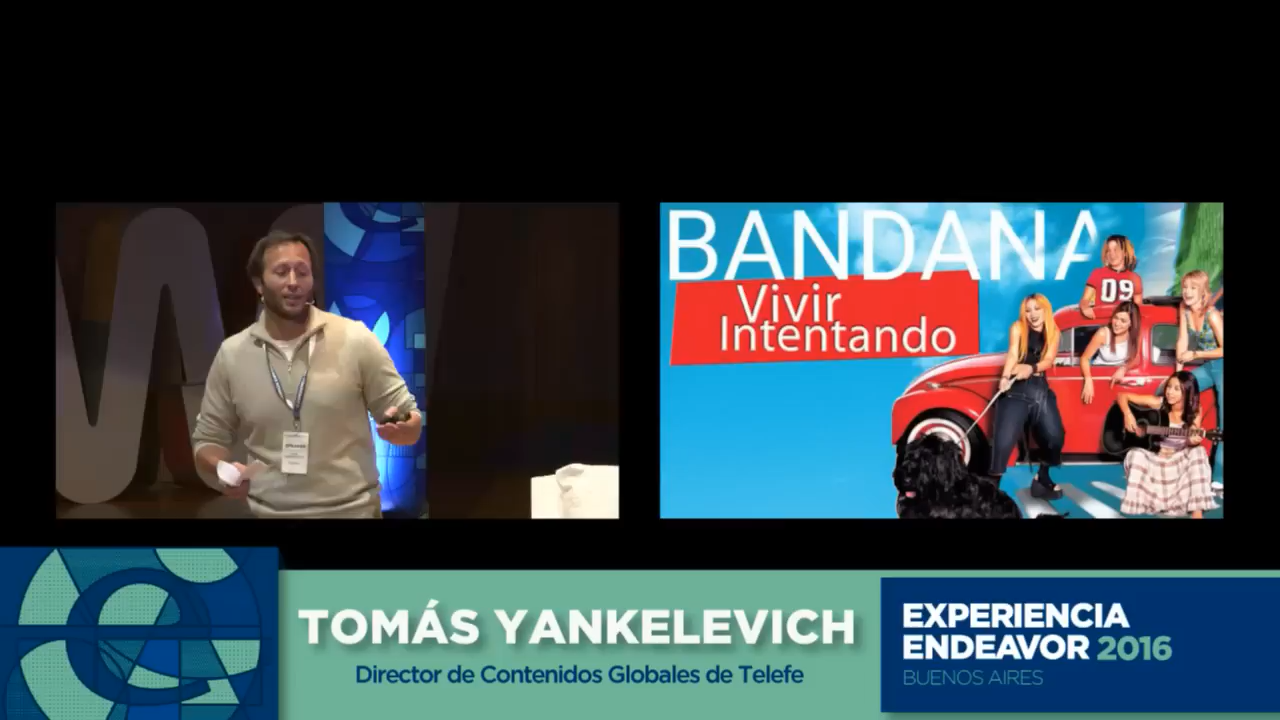 BANDANA
Vivir
Intentando
09
TOMÁS YANKELEVICH
Director de Contenidos Globales de Telefe
EXPERIENCIA
ENDEAVOR 2016
BUENOS AIRES